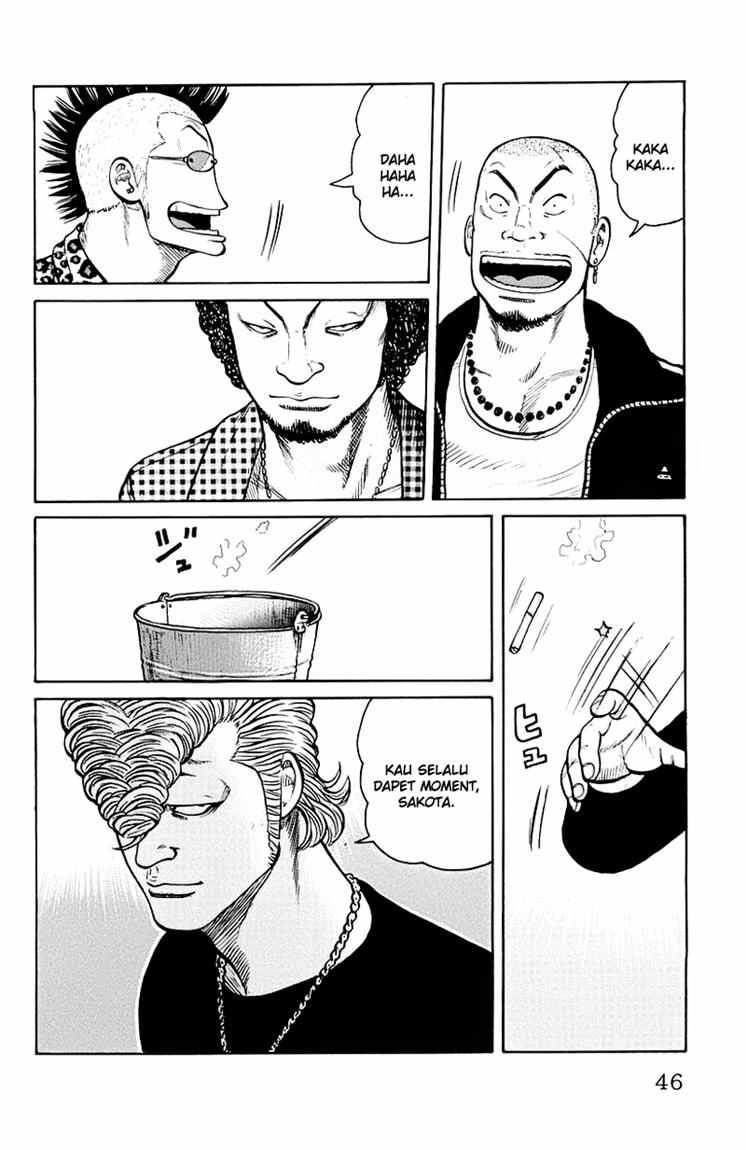 KAKA
KAKA...
DAHA
HAHA
HA...
ヒュ
ジュ
KAU SELALU
DAPET MOMENT,
SAKOTA.
46